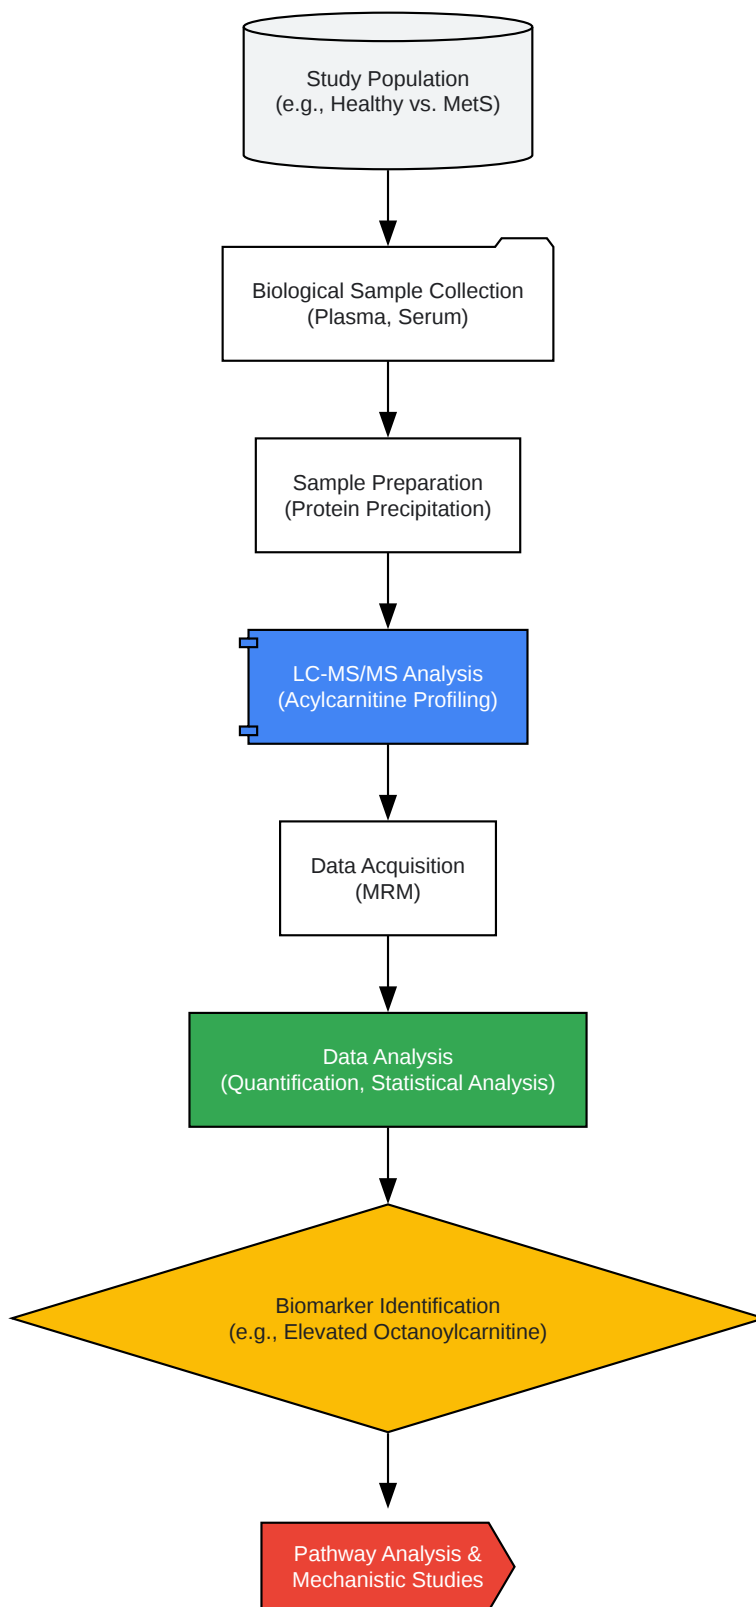 Study Population
(e.g., Healthy vs. MetS)
Biological Sample Collection
(Plasma, Serum)
Sample Preparation
(Protein Precipitation)
LC-MS/MS Analysis
(Acylcarnitine Profiling)
Data Acquisition
(MRM)
Data Analysis
(Quantification, Statistical Analysis)
Biomarker Identification
(e.g., Elevated Octanoylcarnitine)
Pathway Analysis &
Mechanistic Studies